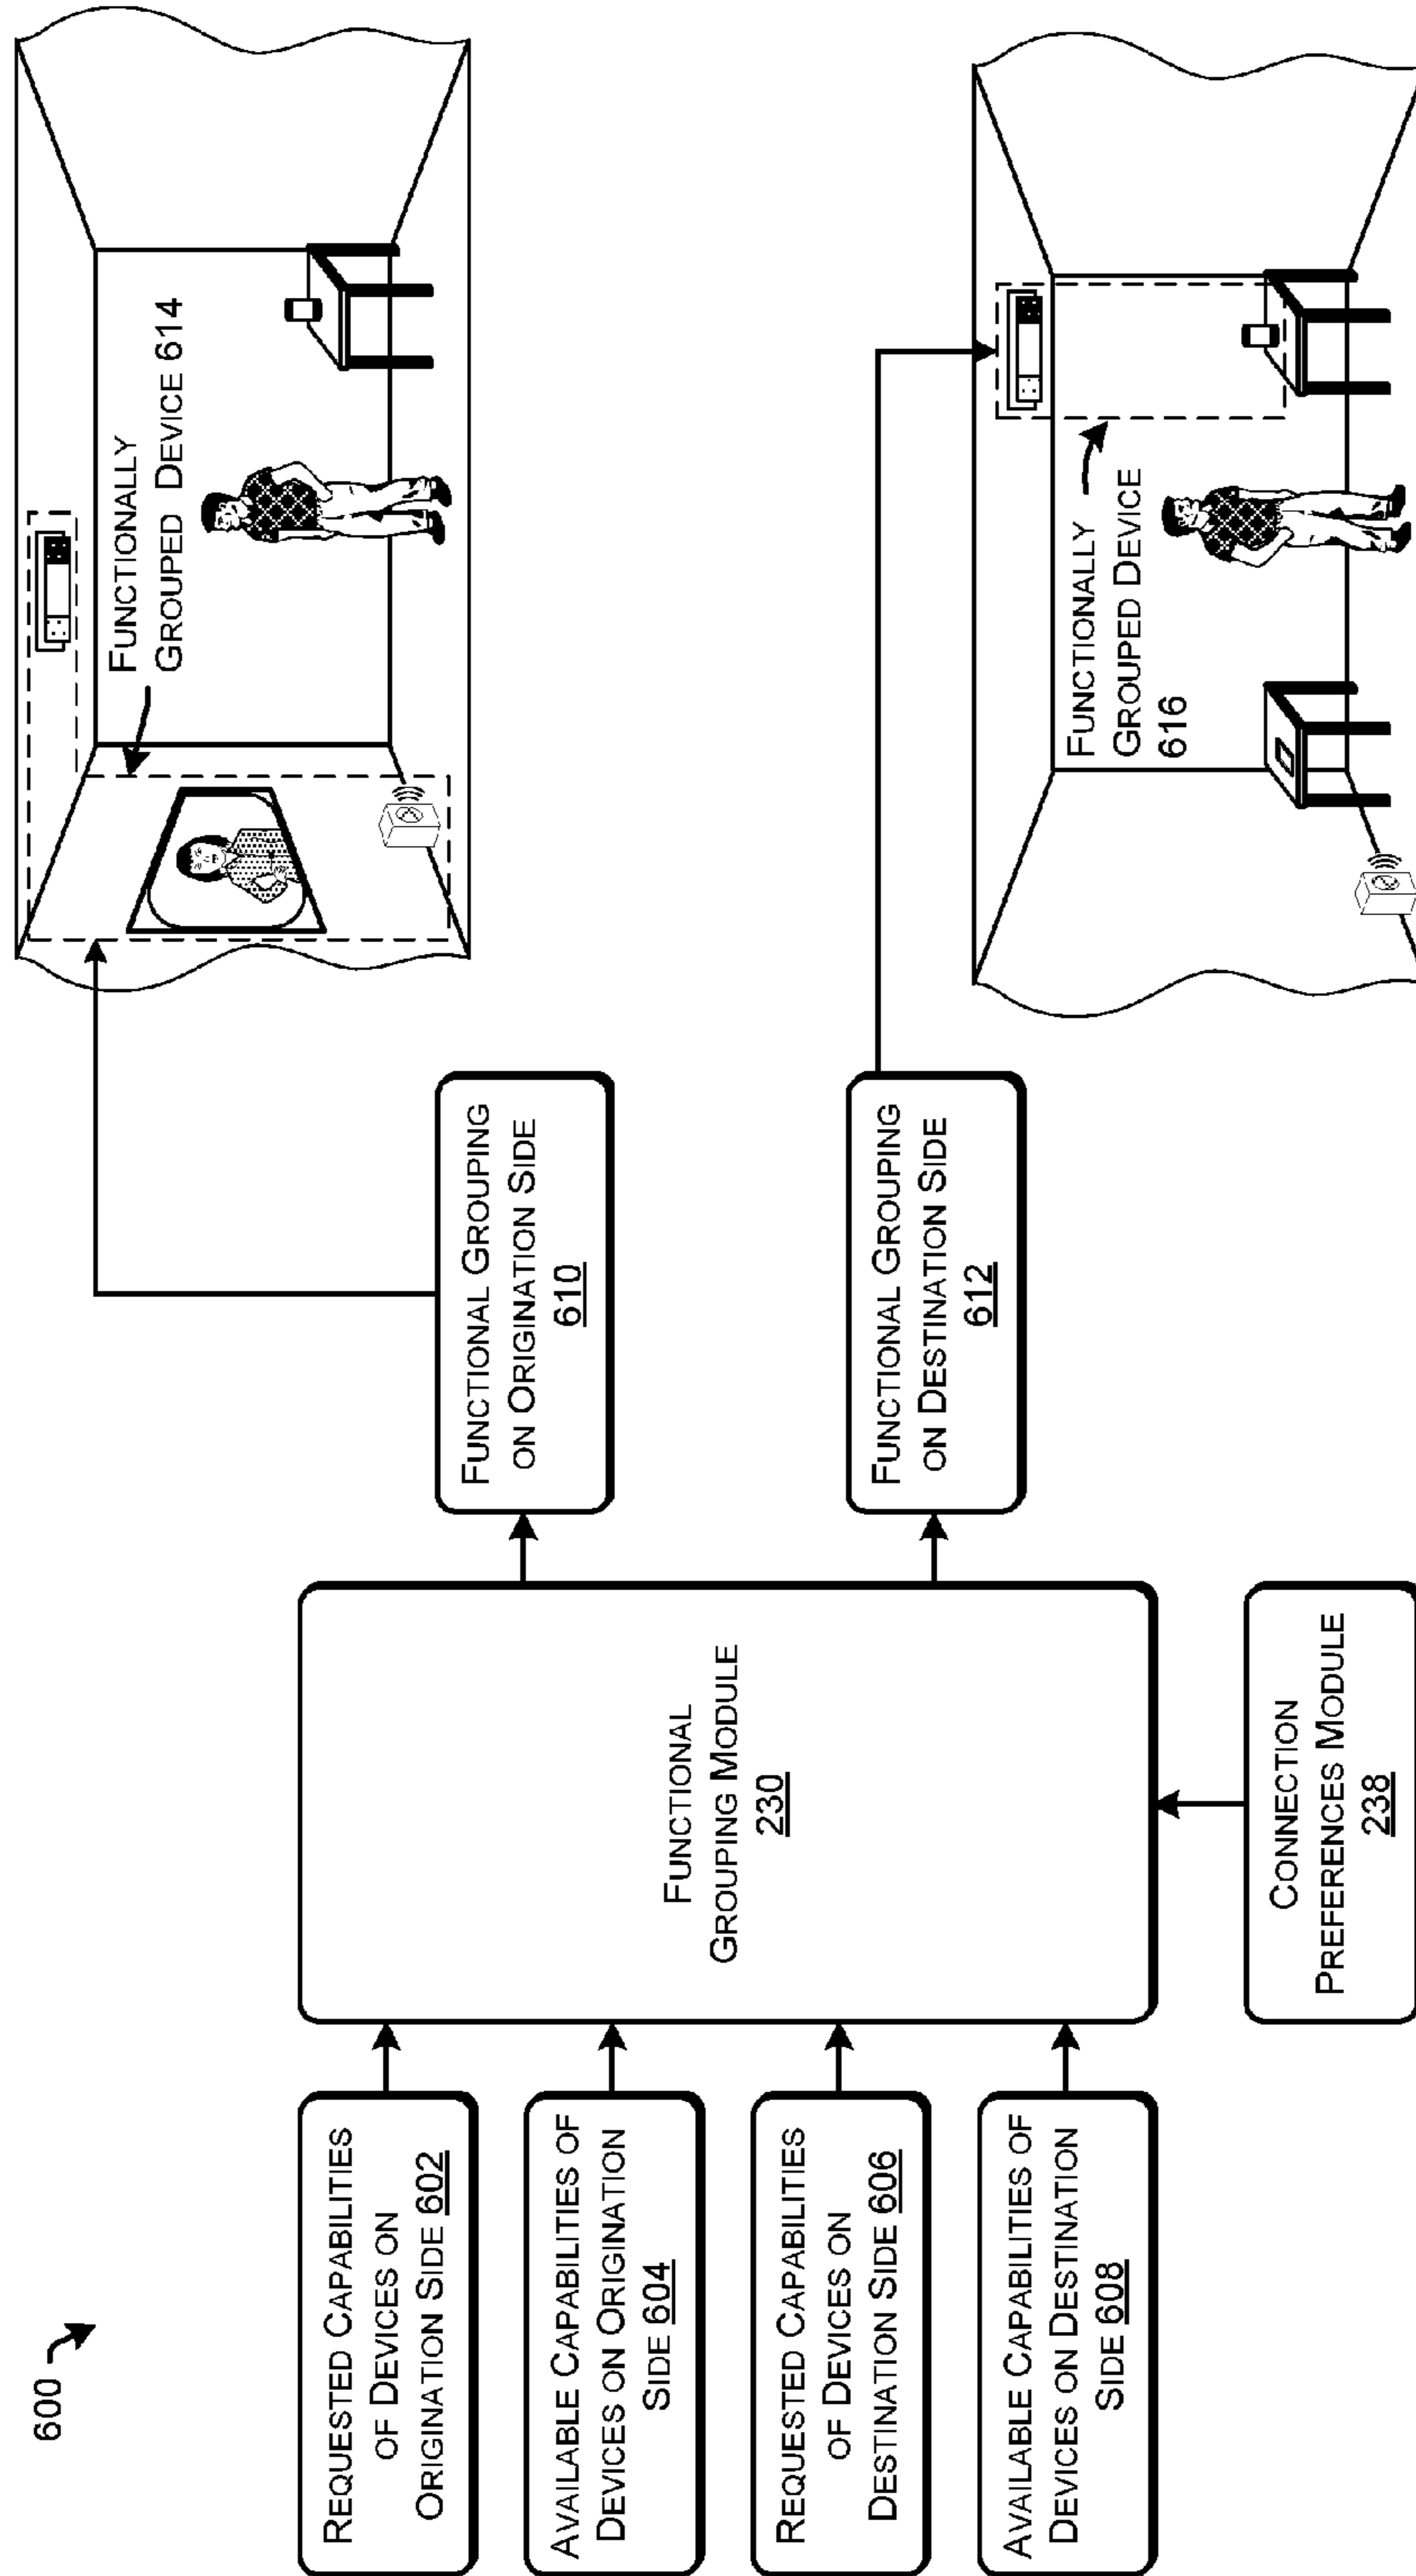 600
REQUESTED CAPABILITIES
OF DEVICES ON
ORIGINATION SIDE 602
AVAILABLE CAPABILITIES OF
DEVICES ON ORIGINATION
SIDE 604
REQUESTED CAPABILITIES
OF DEVICES ON
DESTINATION SIDE 606
AVAILABLE CAPABILITIES OF
DEVICES ON DESTINATION
SIDE 608
FUNCTIONAL
GROUPING MODULE
230
CONNECTION
PREFERENCES MODULE
238
FUNCTIONAL GROUPING
ON ORIGINATION SIDE
610
FUNCTIONAL GROUPING
ON DESTINATION SIDE
612
FUNCTIONALLY
GROUPED DEVICE 614
FUNCTIONALLY
GROUPED DEVICE
616